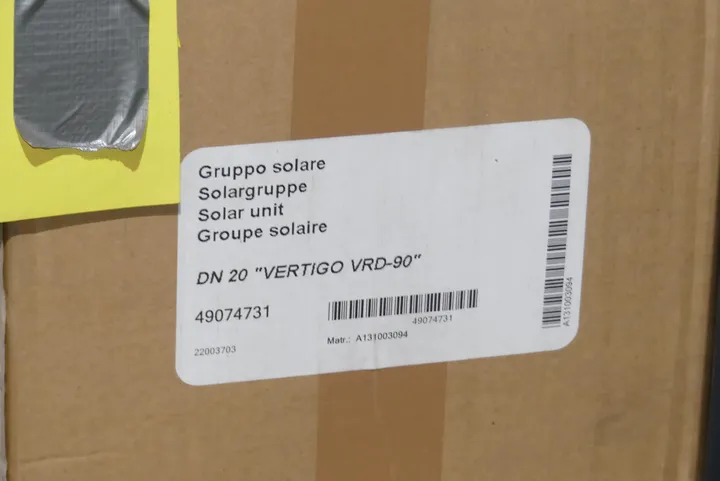 Gruppo solare
Solargruppe
Solar unit
Groupe solaire
DN 20 "VERTIGO VRD-90"
49074731
49074731
22003703
Matr.: A131003094
A131003094